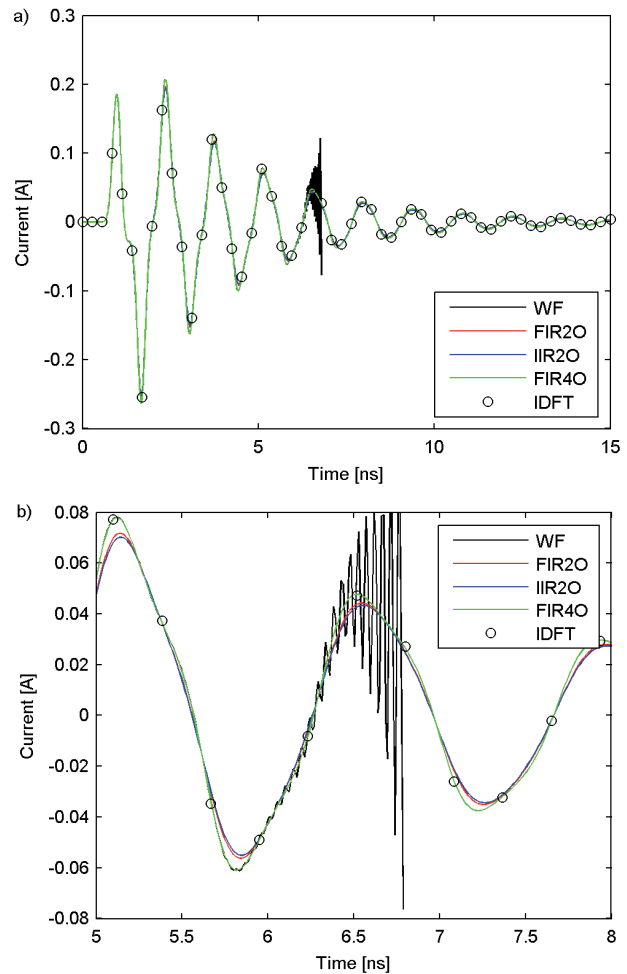 a)
0.3
0.2
0.1
0
-0.1
-0.2
-0.3
Current [A]
WF
FIR2O
IIR2O
FIR4O
IDFT
0 5 10 15
Time [ns]
b)
0.08
0.06
0.04
0.02
0
-0.02
-0.04
-0.06
-0.08
Current [A]
WF
FIR2O
IIR2O
FIR4O
IDFT
5 5.5 6 6.5 7 7.5 8
Time [ns]